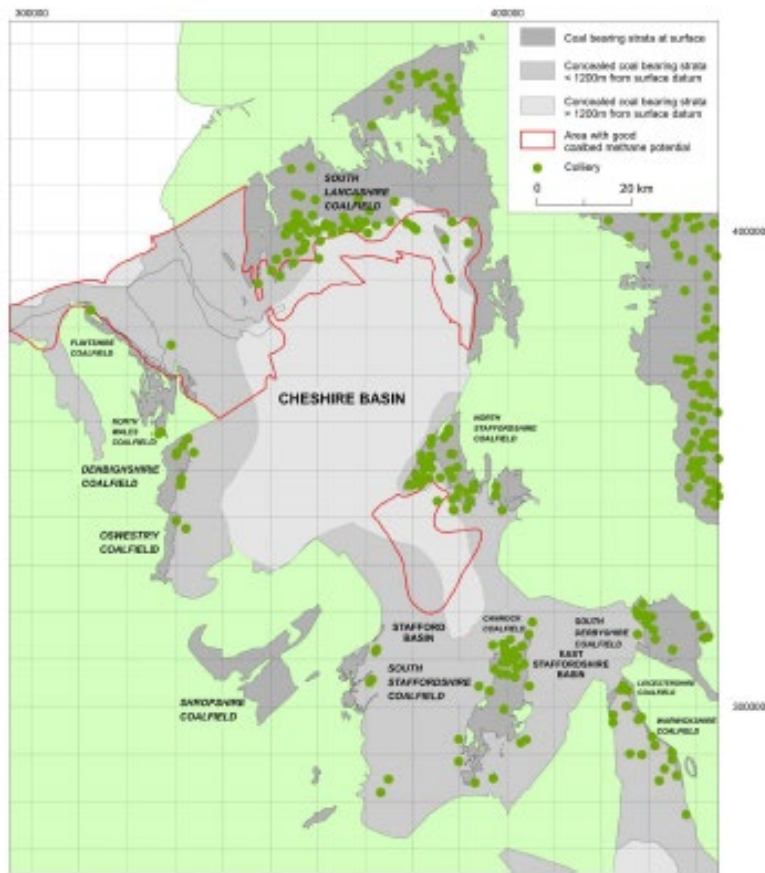 300000
400000
Coal bearing strata at surface
Concealed coal bearing strata
< 1200m from surface datum
Concealed coal bearing strata
> 1200m from surface datum
Area with good
coalbed methane potential
Colliery
0
20 km
SOUTH
LANCASHIRE
COALFIELD
400000
FLINTSHIRE
COALFIELD
CHESHIRE BASIN
NORTH
WALES
COALFIELD
NORTH
STAFFORDSHIRE
COALFIELD
DENBIGHSHIRE
COALFIELD
OSWESTRY
COALFIELD
STAFFORD
BASIN
CANNOCK
COALFIELD
SOUTH
DERBYSHIRE
COALFIELD
EAST
STAFFORDSHIRE
BASIN
SOUTH
STAFFORDSHIRE
COALFIELD
LEICESTERSHIRE
COALFIELD
SHROPSHIRE
COALFIELD
WARWICKSHIRE
COALFIELD
300000